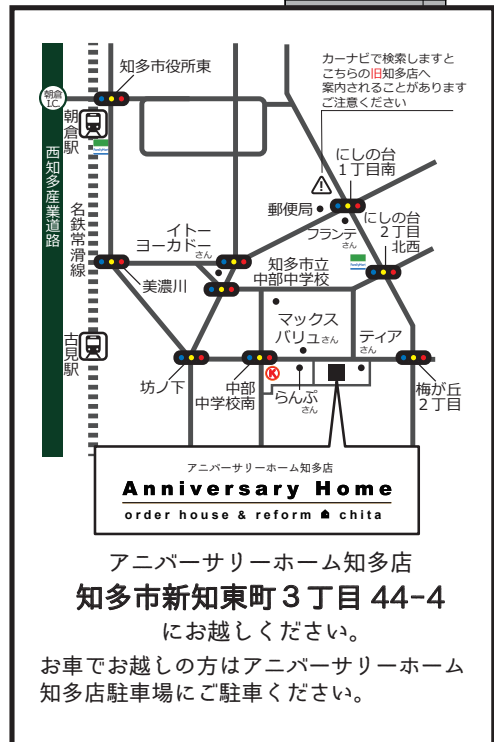 カーナビで検索しますと
こちらの旧知多店へ
案内されることがあります
ご注意ください
知多市役所東
朝倉
I.C.
朝倉駅
FamilyMart
西知多産業道路
名鉄常滑線
にしの台
1丁目南
郵便局
フランテ
さん
にしの台
2丁目
北西
FamilyMart
イトー
ヨーカドー
さん
知多市立
中部中学校
美濃川
マックス
バリュさん
ティア
さん
古見駅
坊ノ下
中部
中学校南
K
らんぷ
さん
梅が丘
2丁目
アニバーサリーホーム知多店
Anniversary Home
order house & reform chita
アニバーサリーホーム知多店
知多市新知東町３丁目 44-4
にお越しください。
お車でお越しの方はアニバーサリーホーム
知多店駐車場にご駐車ください。